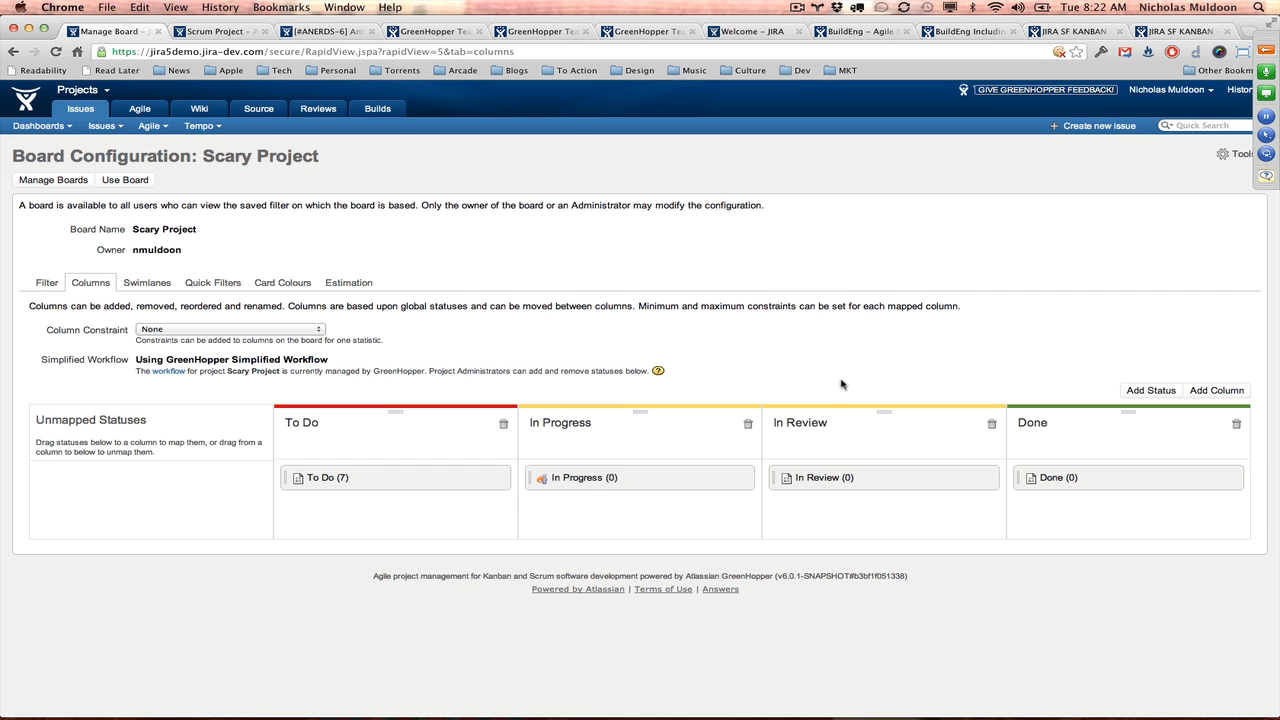 Chrome File Edit View History Bookmarks Window Help Tue 8:22 AM Nicholas Muldoon
Manage Board - Scrum Project - A [#ANERDS-6] Ant GreenHopper Tea GreenHopper Tea GreenHopper Tea Welcome – JIRA BuildEng - Agile BuildEng Includin JIRA SF KANBAN JIRA SF KANBAN
https://jira5demo.jira-dev.com/secure/RapidView.jspa?rapidView=5&tab=columns
Readability Read Later News Apple Tech Personal Torrents Arcade Blogs To Action Design Music Culture Dev MKT Other Bookm
Projects GIVE GREENHOPPER FEEDBACK! Nicholas Muldoon Histor
Issues Agile Wiki Source Reviews Builds
Dashboards Issues Agile Tempo + Create new issue Quick Search
Board Configuration: Scary Project Tools
Manage Boards Use Board
A board is available to all users who can view the saved filter on which the board is based. Only the owner of the board or an Administrator may modify the configuration.
Board Name Scary Project
Owner nmuldoon
Filter Columns Swimlanes Quick Filters Card Colours Estimation
Columns can be added, removed, reordered and renamed. Columns are based upon global statuses and can be moved between columns. Minimum and maximum constraints can be set for each mapped column.
Column Constraint None
Constraints can be added to columns on the board for one statistic.
Simplified Workflow Using GreenHopper Simplified Workflow
The workflow for project Scary Project is currently managed by GreenHopper. Project Administrators can add and remove statuses below. ?
Add Status Add Column
Unmapped Statuses To Do In Progress In Review Done
Drag statuses below to a column to map them, or drag from a
column to below to unmap them.
To Do (7) In Progress (0) In Review (0) Done (0)
Agile project management for Kanban and Scrum software development powered by Atlassian GreenHopper (v6.0.1-SNAPSHOT#b3bf1f051338)
Powered by Atlassian | Terms of Use | Answers